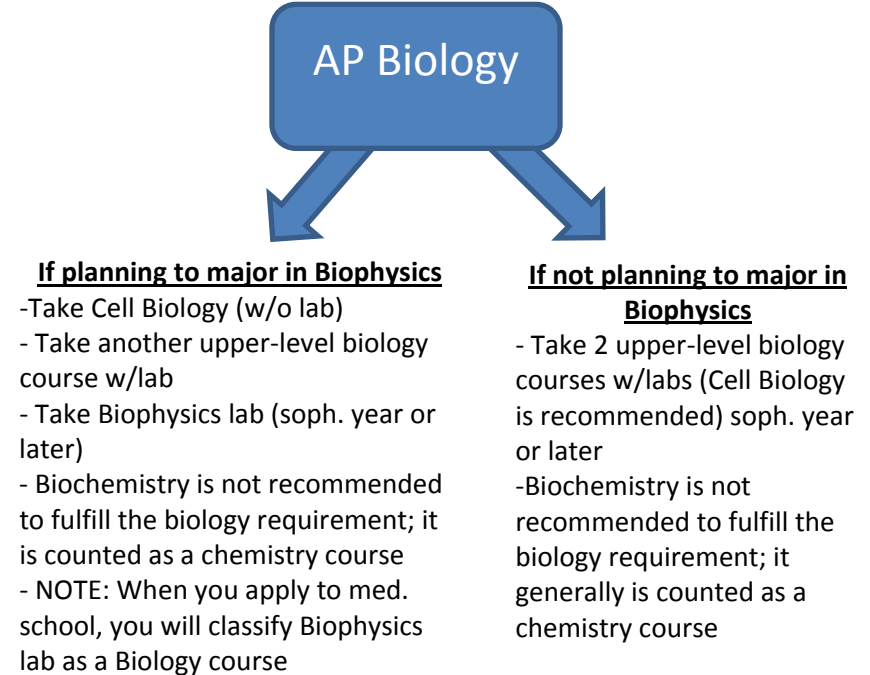 AP Biology
If planning to major in Biophysics
-Take Cell Biology (w/o lab)
- Take another upper-level biology
course w/lab
- Take Biophysics lab (soph. year or
later)
- Biochemistry is not recommended
to fulfill the biology requirement; it
is counted as a chemistry course
- NOTE: When you apply to med.
school, you will classify Biophysics
lab as a Biology course
If not planning to major in
Biophysics
- Take 2 upper-level biology
courses w/labs (Cell Biology
is recommended) soph. year
or later
-Biochemistry is not
recommended to fulfill the
biology requirement; it
generally is counted as a
chemistry course